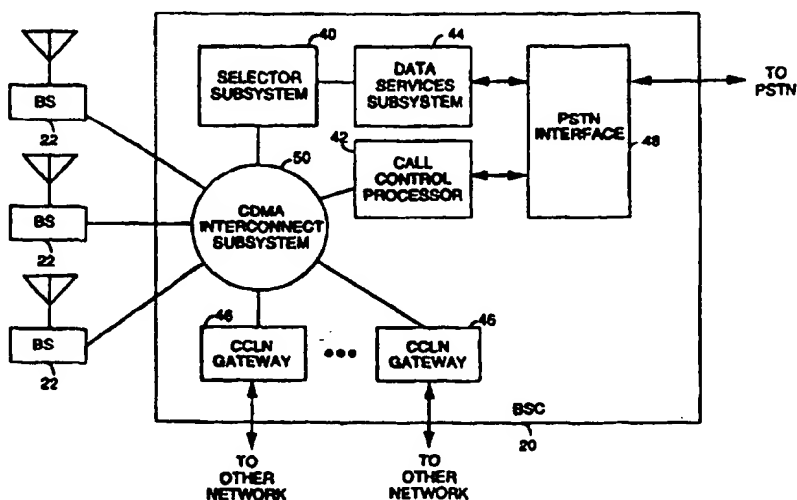 40
SELECTOR
SUBSYSTEM
44
DATA
SERVICES
SUBSYSTEM
PSTN
INTERFACE
48
TO
PSTN
BS
22
BS
22
BS
22
42
CALL
CONTROL
PROCESSOR
50
CDMA
INTERCONNECT
SUBSYSTEM
46
CCLN
GATEWAY
•••
46
CCLN
GATEWAY
BSC
20
TO
OTHER
NETWORK
TO
OTHER
NETWORK